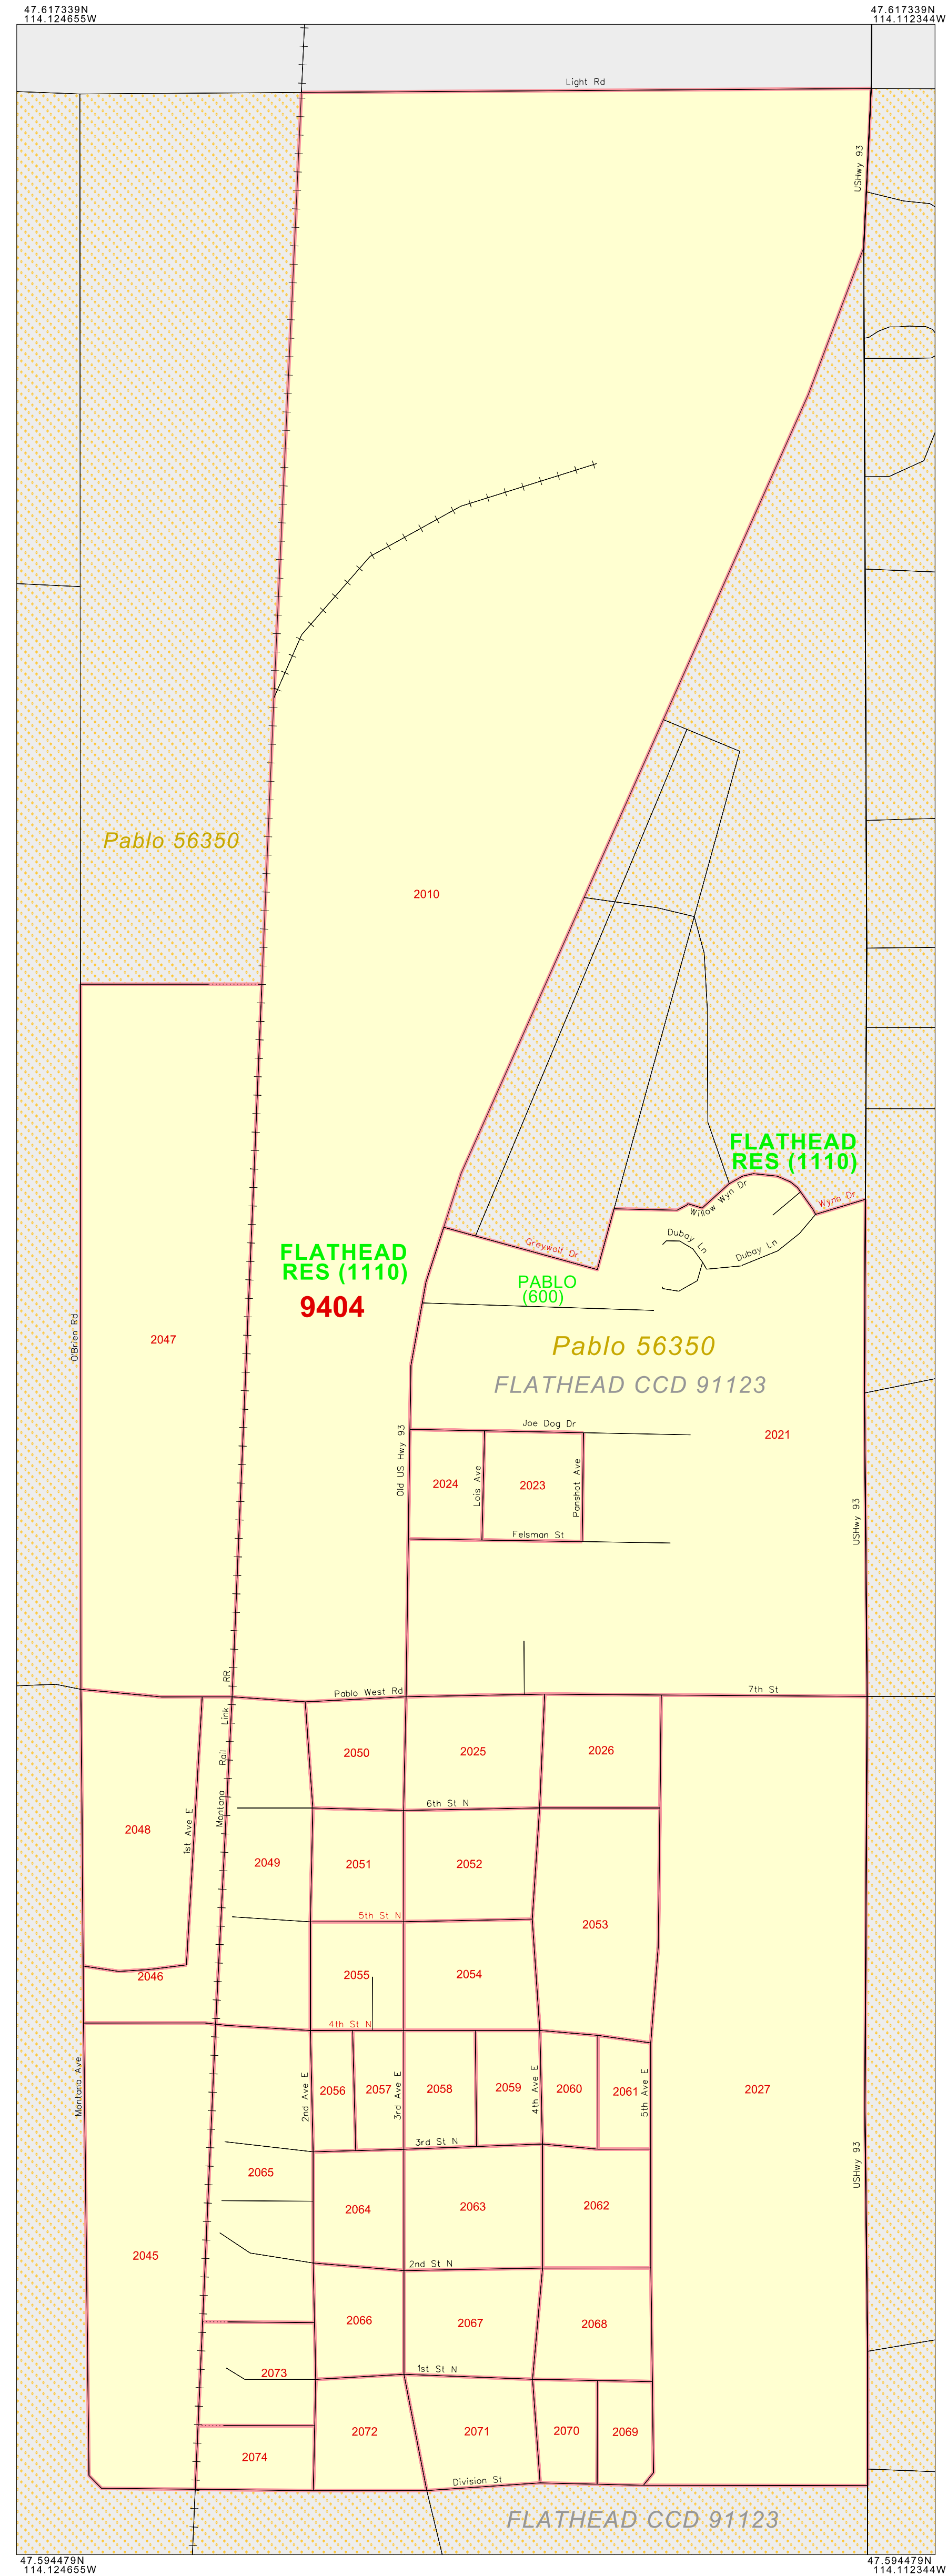 47.617339N
114.124655W
47.617339N
114.112344W
Light Rd
USHwy 93
Pablo 56350
2010
FLATHEAD
RES (1110)
Willow Wyn Dr
Wynn Dr
Dubay Ln
Dubay Ln
Greywolf Dr
FLATHEAD
RES (1110)
9404
PABLO
(600)
O'Brien Rd
2047
Pablo 56350
FLATHEAD CCD 91123
Old US Hwy 93
Joe Dog Dr
2021
2024
Lois Ave
2023
Panshot Ave
Felsman St
USHwy 93
Montana Rail Link RR
Pablo West Rd
7th St
2050
2025
2026
6th St N
2048
1st Ave E
2049
2051
2052
2053
5th St N
2046
2055
2054
4th St N
Montana Ave
2nd Ave E
2056
2057
3rd Ave E
2058
2059
4th Ave E
2060
2061
5th Ave E
2027
3rd St N
USHwy 93
2065
2064
2063
2062
2045
2nd St N
2066
2067
2068
2073
1st St N
2072
2071
2070
2069
2074
Division St
FLATHEAD CCD 91123
47.594479N
114.124655W
47.594479N
114.112344W